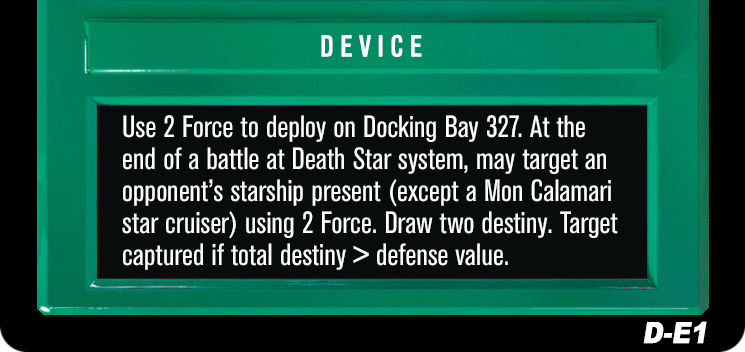 DEVICE
Use 2 Force to deploy on Docking Bay 327. At the
end of a battle at Death Star system, may target an
opponent's starship present (except a Mon Calamari
star cruiser) using 2 Force. Draw two destiny. Target
captured if total destiny > defense value.
D-E1